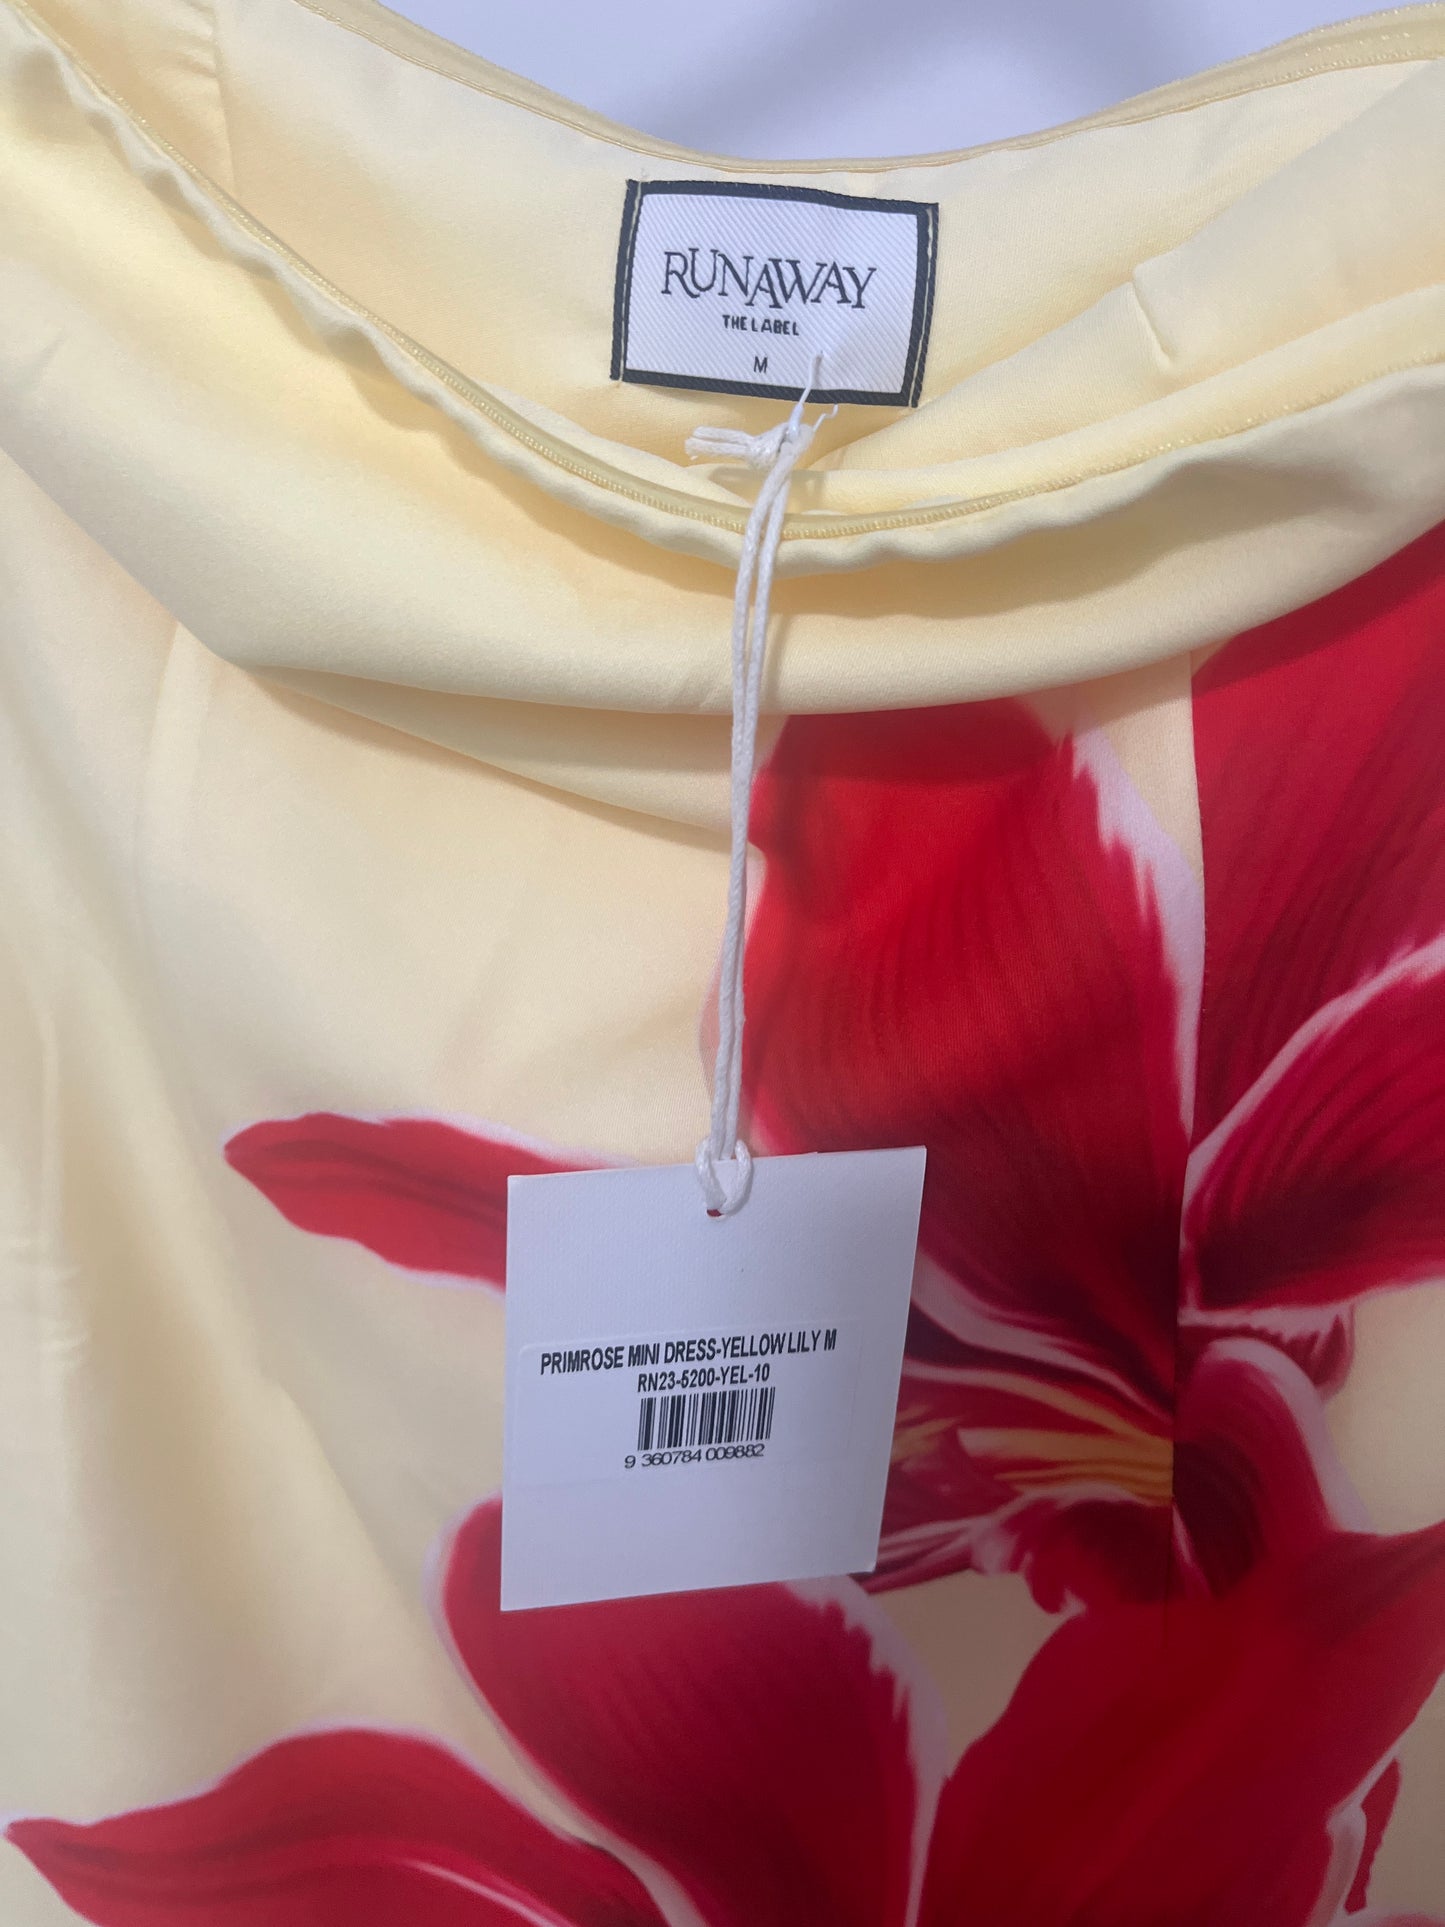 RUNAWAY
THE LABEL
M
PRIMROSE MINI DRESS-YELLOW LILY M
RN23-5200-YEL-10
9 360784 009882